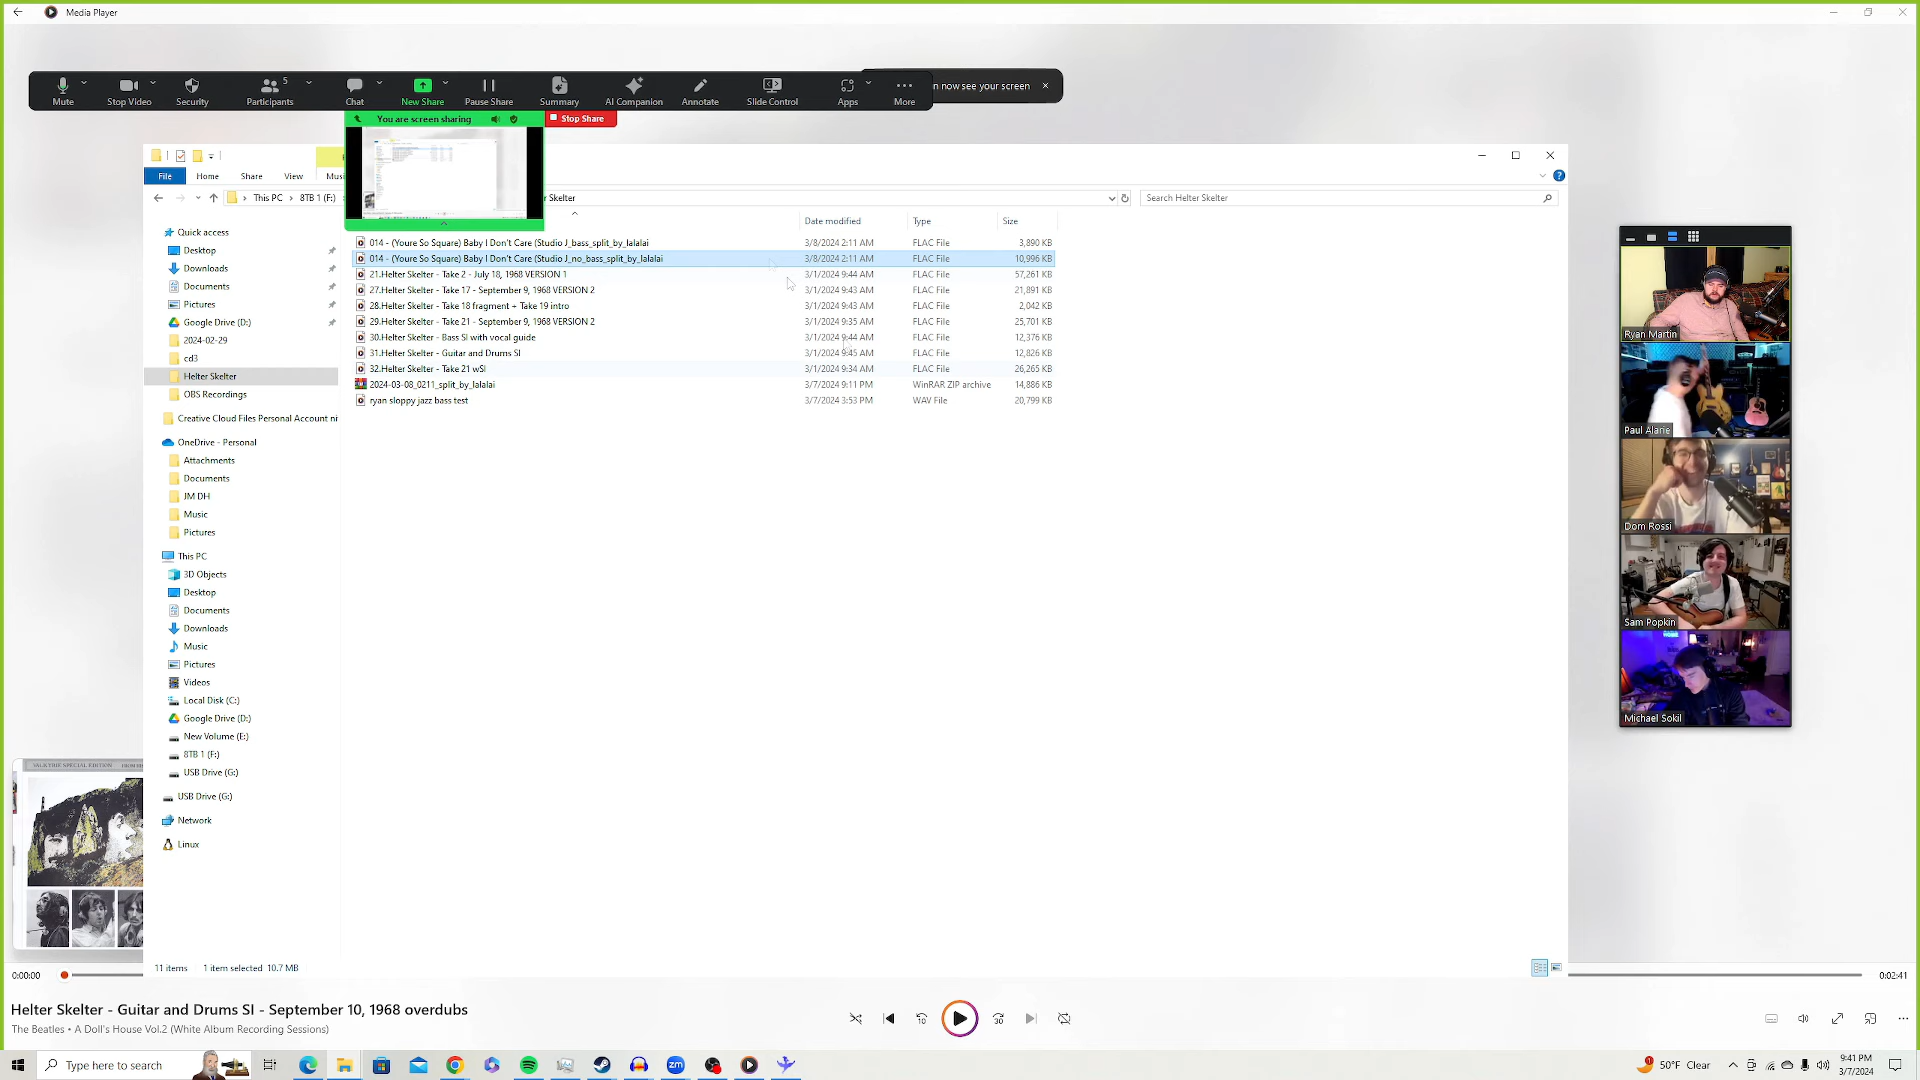 Media Player
Mute
Stop Video
Security
Participants
5
Chat
New Share
Pause Share
Summary
AI Companion
Annotate
Slide Control
Apps
More
n now see your screen
You are screen sharing
Stop Share
File
Home
Share
View
This PC
8TB 1 (F:)
Skelter
Search Helter Skelter
Date modified
Type
Size
014 - (Youre So Square) Baby I Don't Care (Studio J_bass_split_by_lalalai 3/8/2024 2:11 AM FLAC File 3,890 KB
014 - (Youre So Square) Baby I Don't Care (Studio J_no_bass_split_by_lalalai 3/8/2024 2:11 AM FLAC File 10,996 KB
21.Helter Skelter - Take 2 - July 18, 1968 VERSION 1 3/1/2024 9:44 AM FLAC File 57,261 KB
27.Helter Skelter - Take 17 - September 9, 1968 VERSION 2 3/1/2024 9:43 AM FLAC File 21,891 KB
28.Helter Skelter - Take 18 fragment + Take 19 intro 3/1/2024 9:43 AM FLAC File 2,042 KB
29.Helter Skelter - Take 21 - September 9, 1968 VERSION 2 3/1/2024 9:35 AM FLAC File 25,701 KB
30.Helter Skelter - Bass SI with vocal guide 3/1/2024 9:44 AM FLAC File 12,376 KB
31.Helter Skelter - Guitar and Drums SI 3/1/2024 9:45 AM FLAC File 12,826 KB
32.Helter Skelter - Take 21 wSI 3/1/2024 9:34 AM FLAC File 26,265 KB
2024-03-08_0211_split_by_lalalai 3/7/2024 9:11 PM WinRAR ZIP archive 14,886 KB
ryan sloppy jazz bass test 3/7/2024 3:53 PM WAV File 20,799 KB
Quick access
Desktop
Downloads
Documents
Pictures
Google Drive (D:)
2024-02-29
cd3
Helter Skelter
OBS Recordings
Creative Cloud Files Personal Account ni
OneDrive - Personal
Attachments
Documents
JM DH
Music
Pictures
This PC
3D Objects
Desktop
Documents
Downloads
Music
Pictures
Videos
Local Disk (C:)
Google Drive (D:)
New Volume (E:)
8TB 1 (F:)
USB Drive (G:)
USB Drive (G:)
Network
Linux
11 items 1 item selected 10.7 MB
Ryan Martin
Paul Alarie
Dom Rossi
Sam Popkin
Michael Sokil
VALKYRIE SPECIAL EDITION
0:00:00
0:02:41
Helter Skelter - Guitar and Drums SI - September 10, 1968 overdubs
The Beatles • A Doll's House Vol.2 (White Album Recording Sessions)
10
30
Type here to search
zm
1
50°F Clear
9:41 PM
3/7/2024